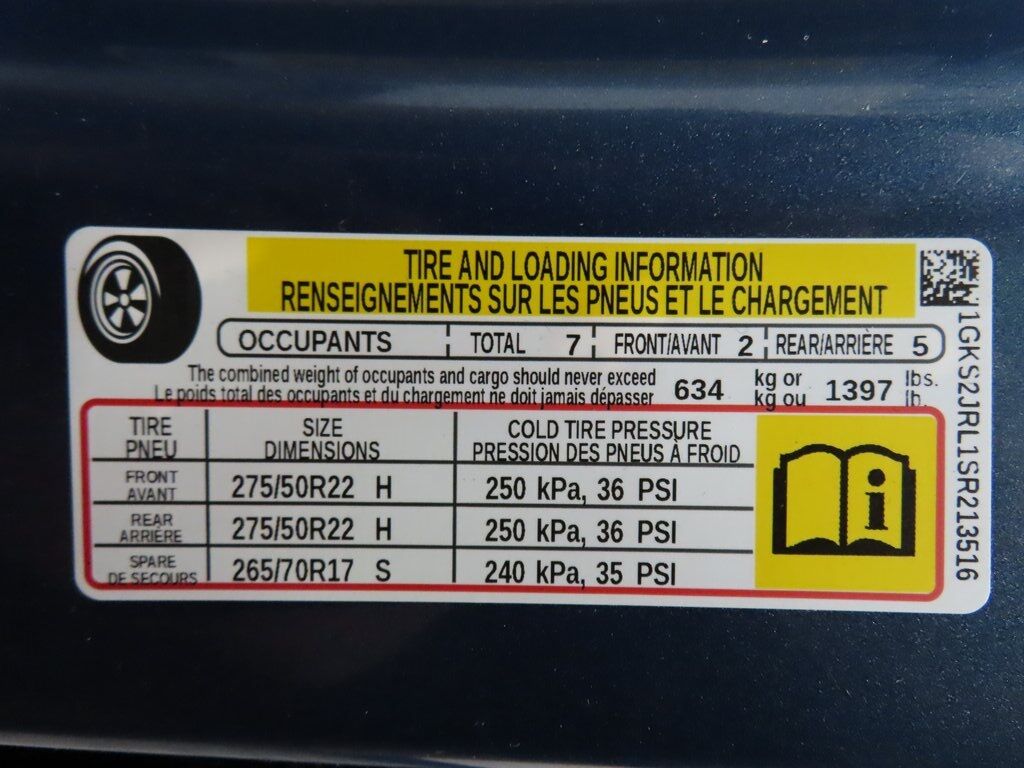 TIRE AND LOADING INFORMATION
RENSEIGNEMENTS SUR LES PNEUS ET LE CHARGEMENT
OCCUPANTS TOTAL 7 FRONT/AVANT 2 REAR/ARRIÈRE 5
The combined weight of occupants and cargo should never exceed 634 kg or 1397 lbs.
Le poids total des occupants et du chargement ne doit jamais dépasser kg ou lb.
TIRE SIZE COLD TIRE PRESSURE
PNEU DIMENSIONS PRESSION DES PNEUS À FROID
FRONT
AVANT 275/50R22 H 250 kPa, 36 PSI
REAR
ARRIÈRE 275/50R22 H 250 kPa, 36 PSI
SPARE
DE SECOURS 265/70R17 S 240 kPa, 35 PSI
i
1GKS2JRL1SR213516